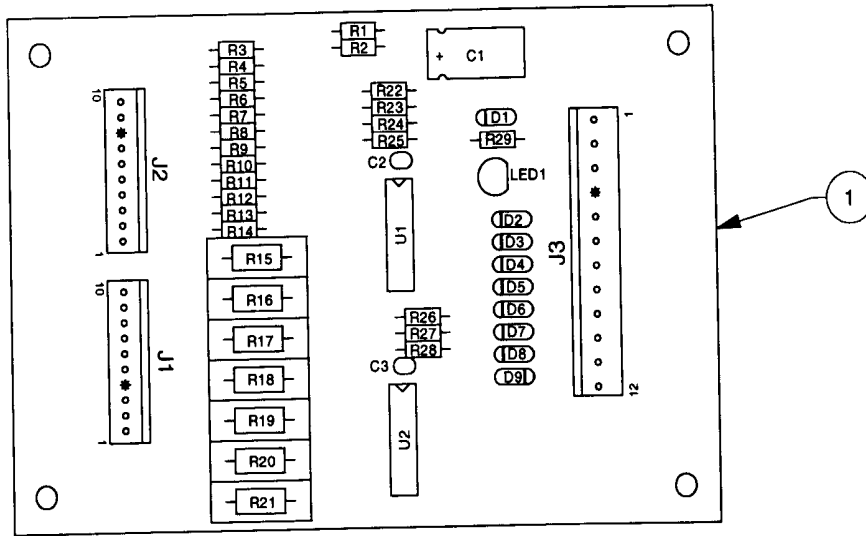 R1
R2
+ C1
R3
R4
R5
R6
R7
R8
R9
R10
R11
R12
R13
R14
R15
R16
R17
R18
R19
R20
R21
10
J2
1
10
J1
1
R22
R23
R24
R25
C2
U1
R26
R27
R28
C3
U2
D1
R29
LED1
D2
D3
D4
D5
D6
D7
D8
D9
1
J3
12
1